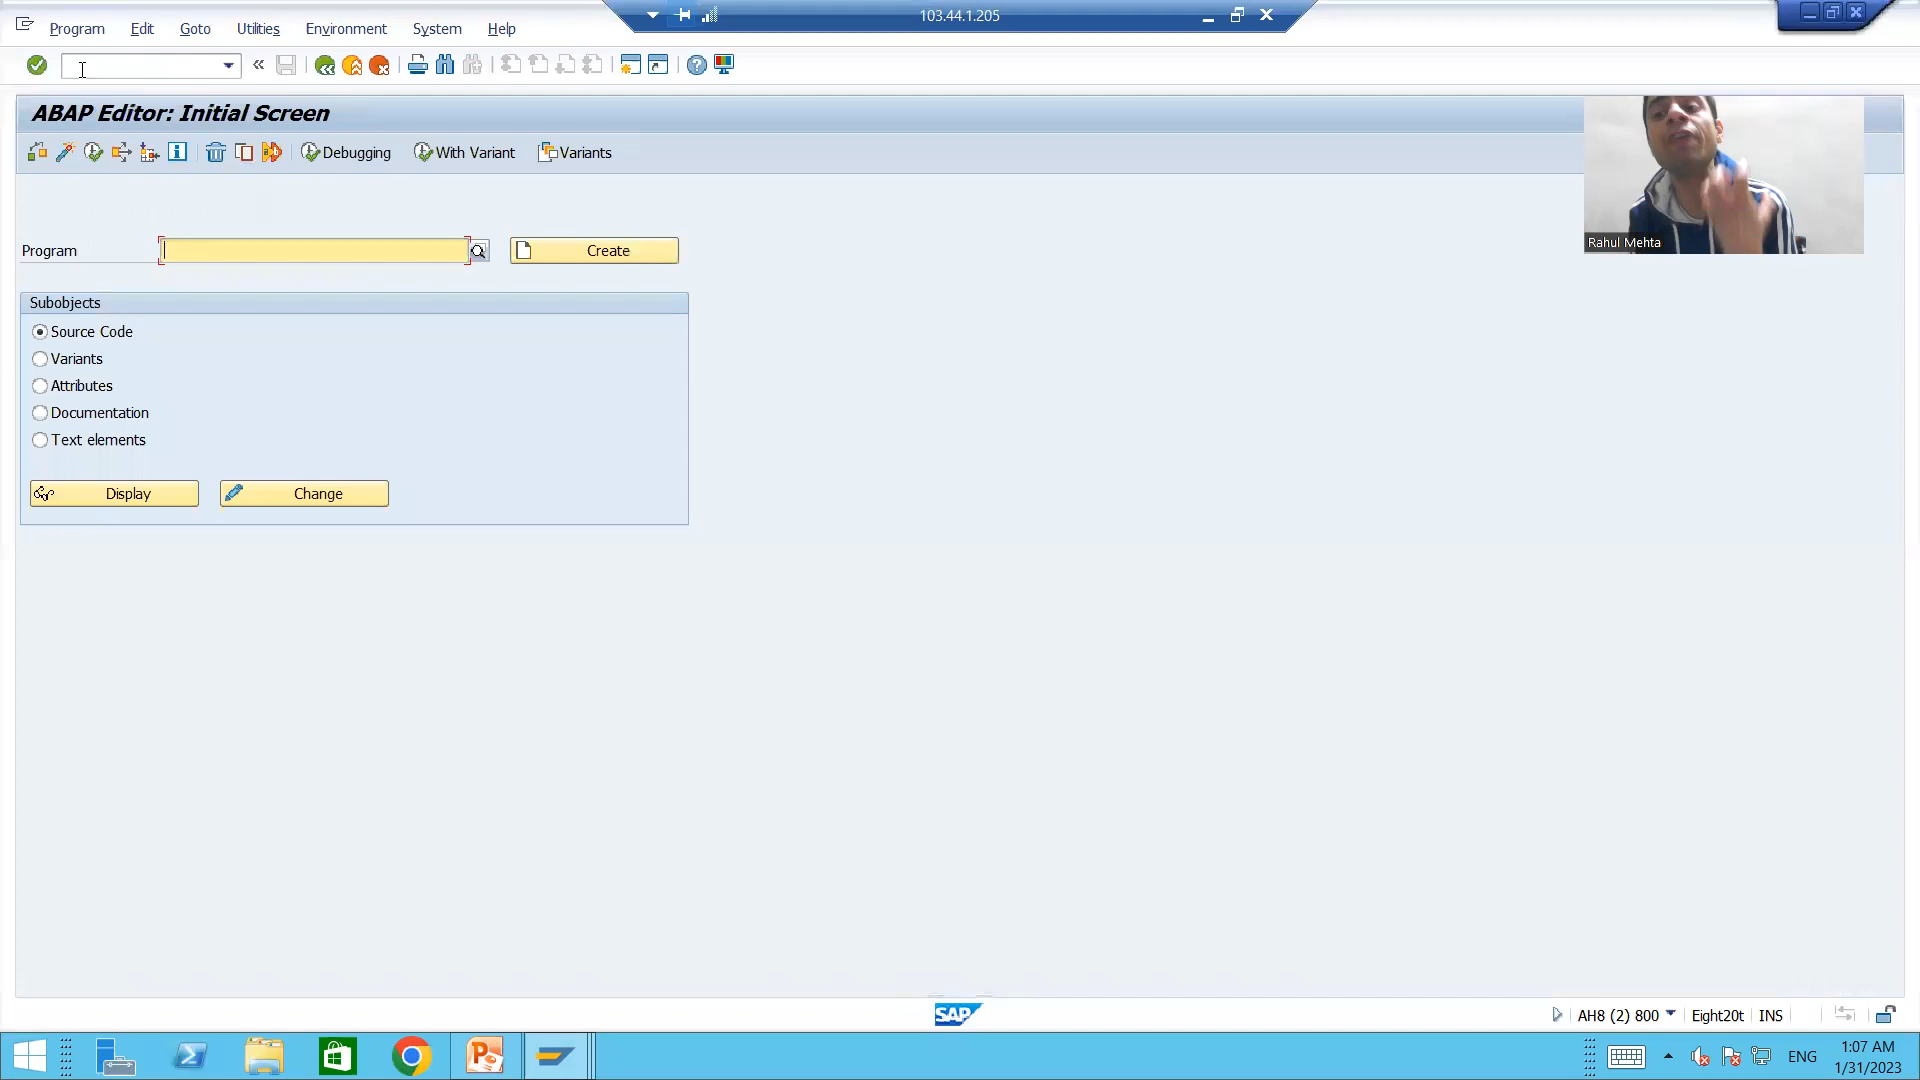 103.44.1.205
Program Edit Goto Utilities Environment System Help
ABAP Editor: Initial Screen
Debugging With Variant Variants
Rahul Mehta
Program
Create
Subobjects
Source Code
Variants
Attributes
Documentation
Text elements
Display Change
SAP
AH8 (2) 800 Eight20t INS
ENG
1:07 AM
1/31/2023